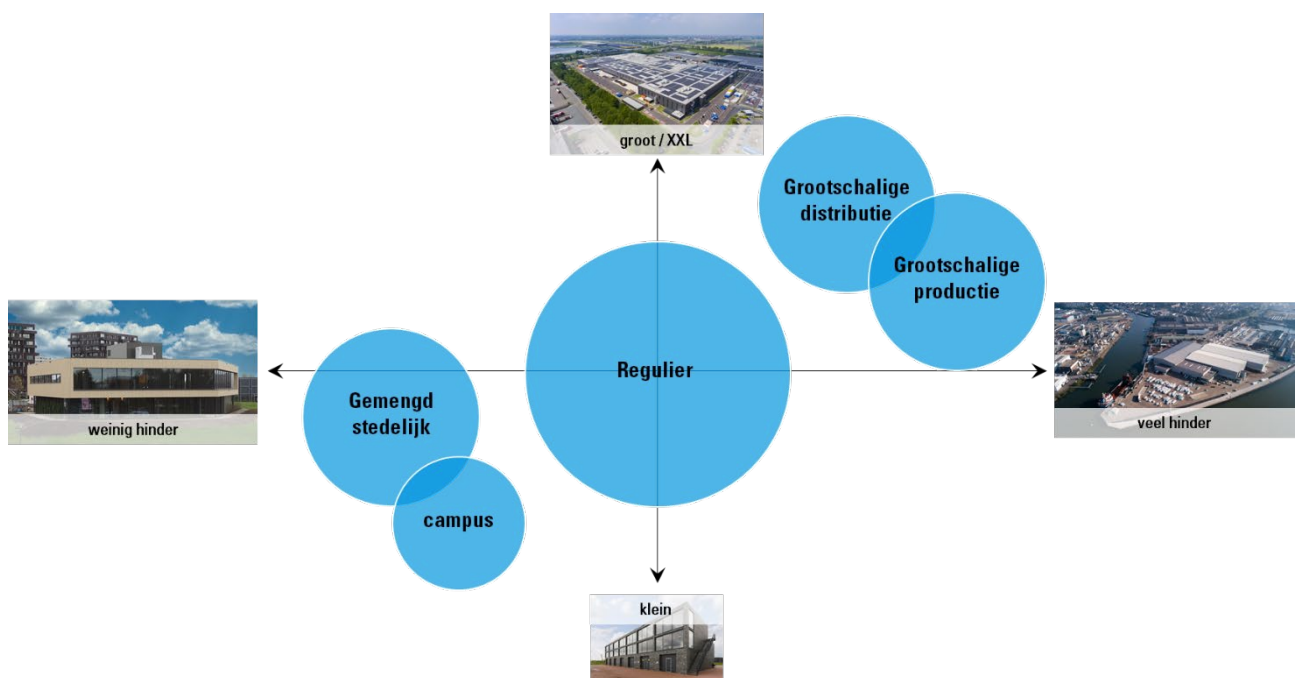 groot / XXL
Grootschalige
distributie
Grootschalige
productie
Regulier
Gemengd
stedelijk
weinig hinder
veel hinder
campus
klein